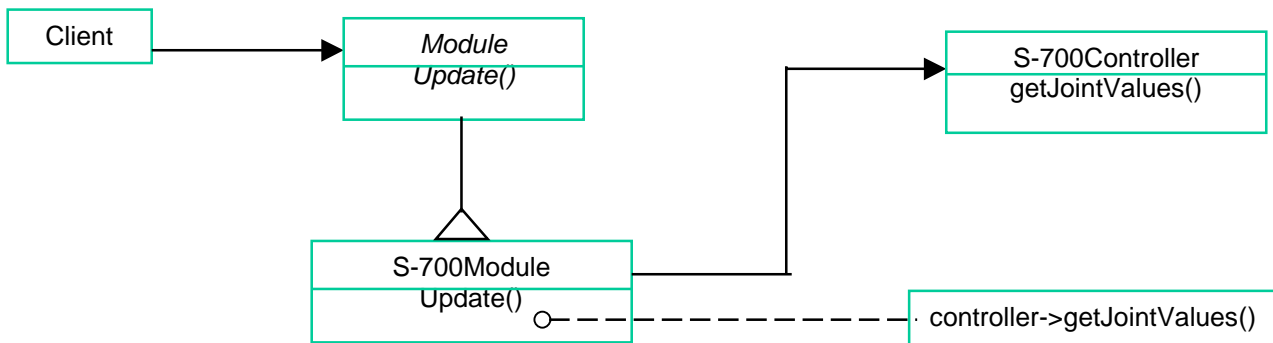 Client
Module
Update()
S-700Controller
getJointValues()
S-700Module
Update()
controller->getJointValues()